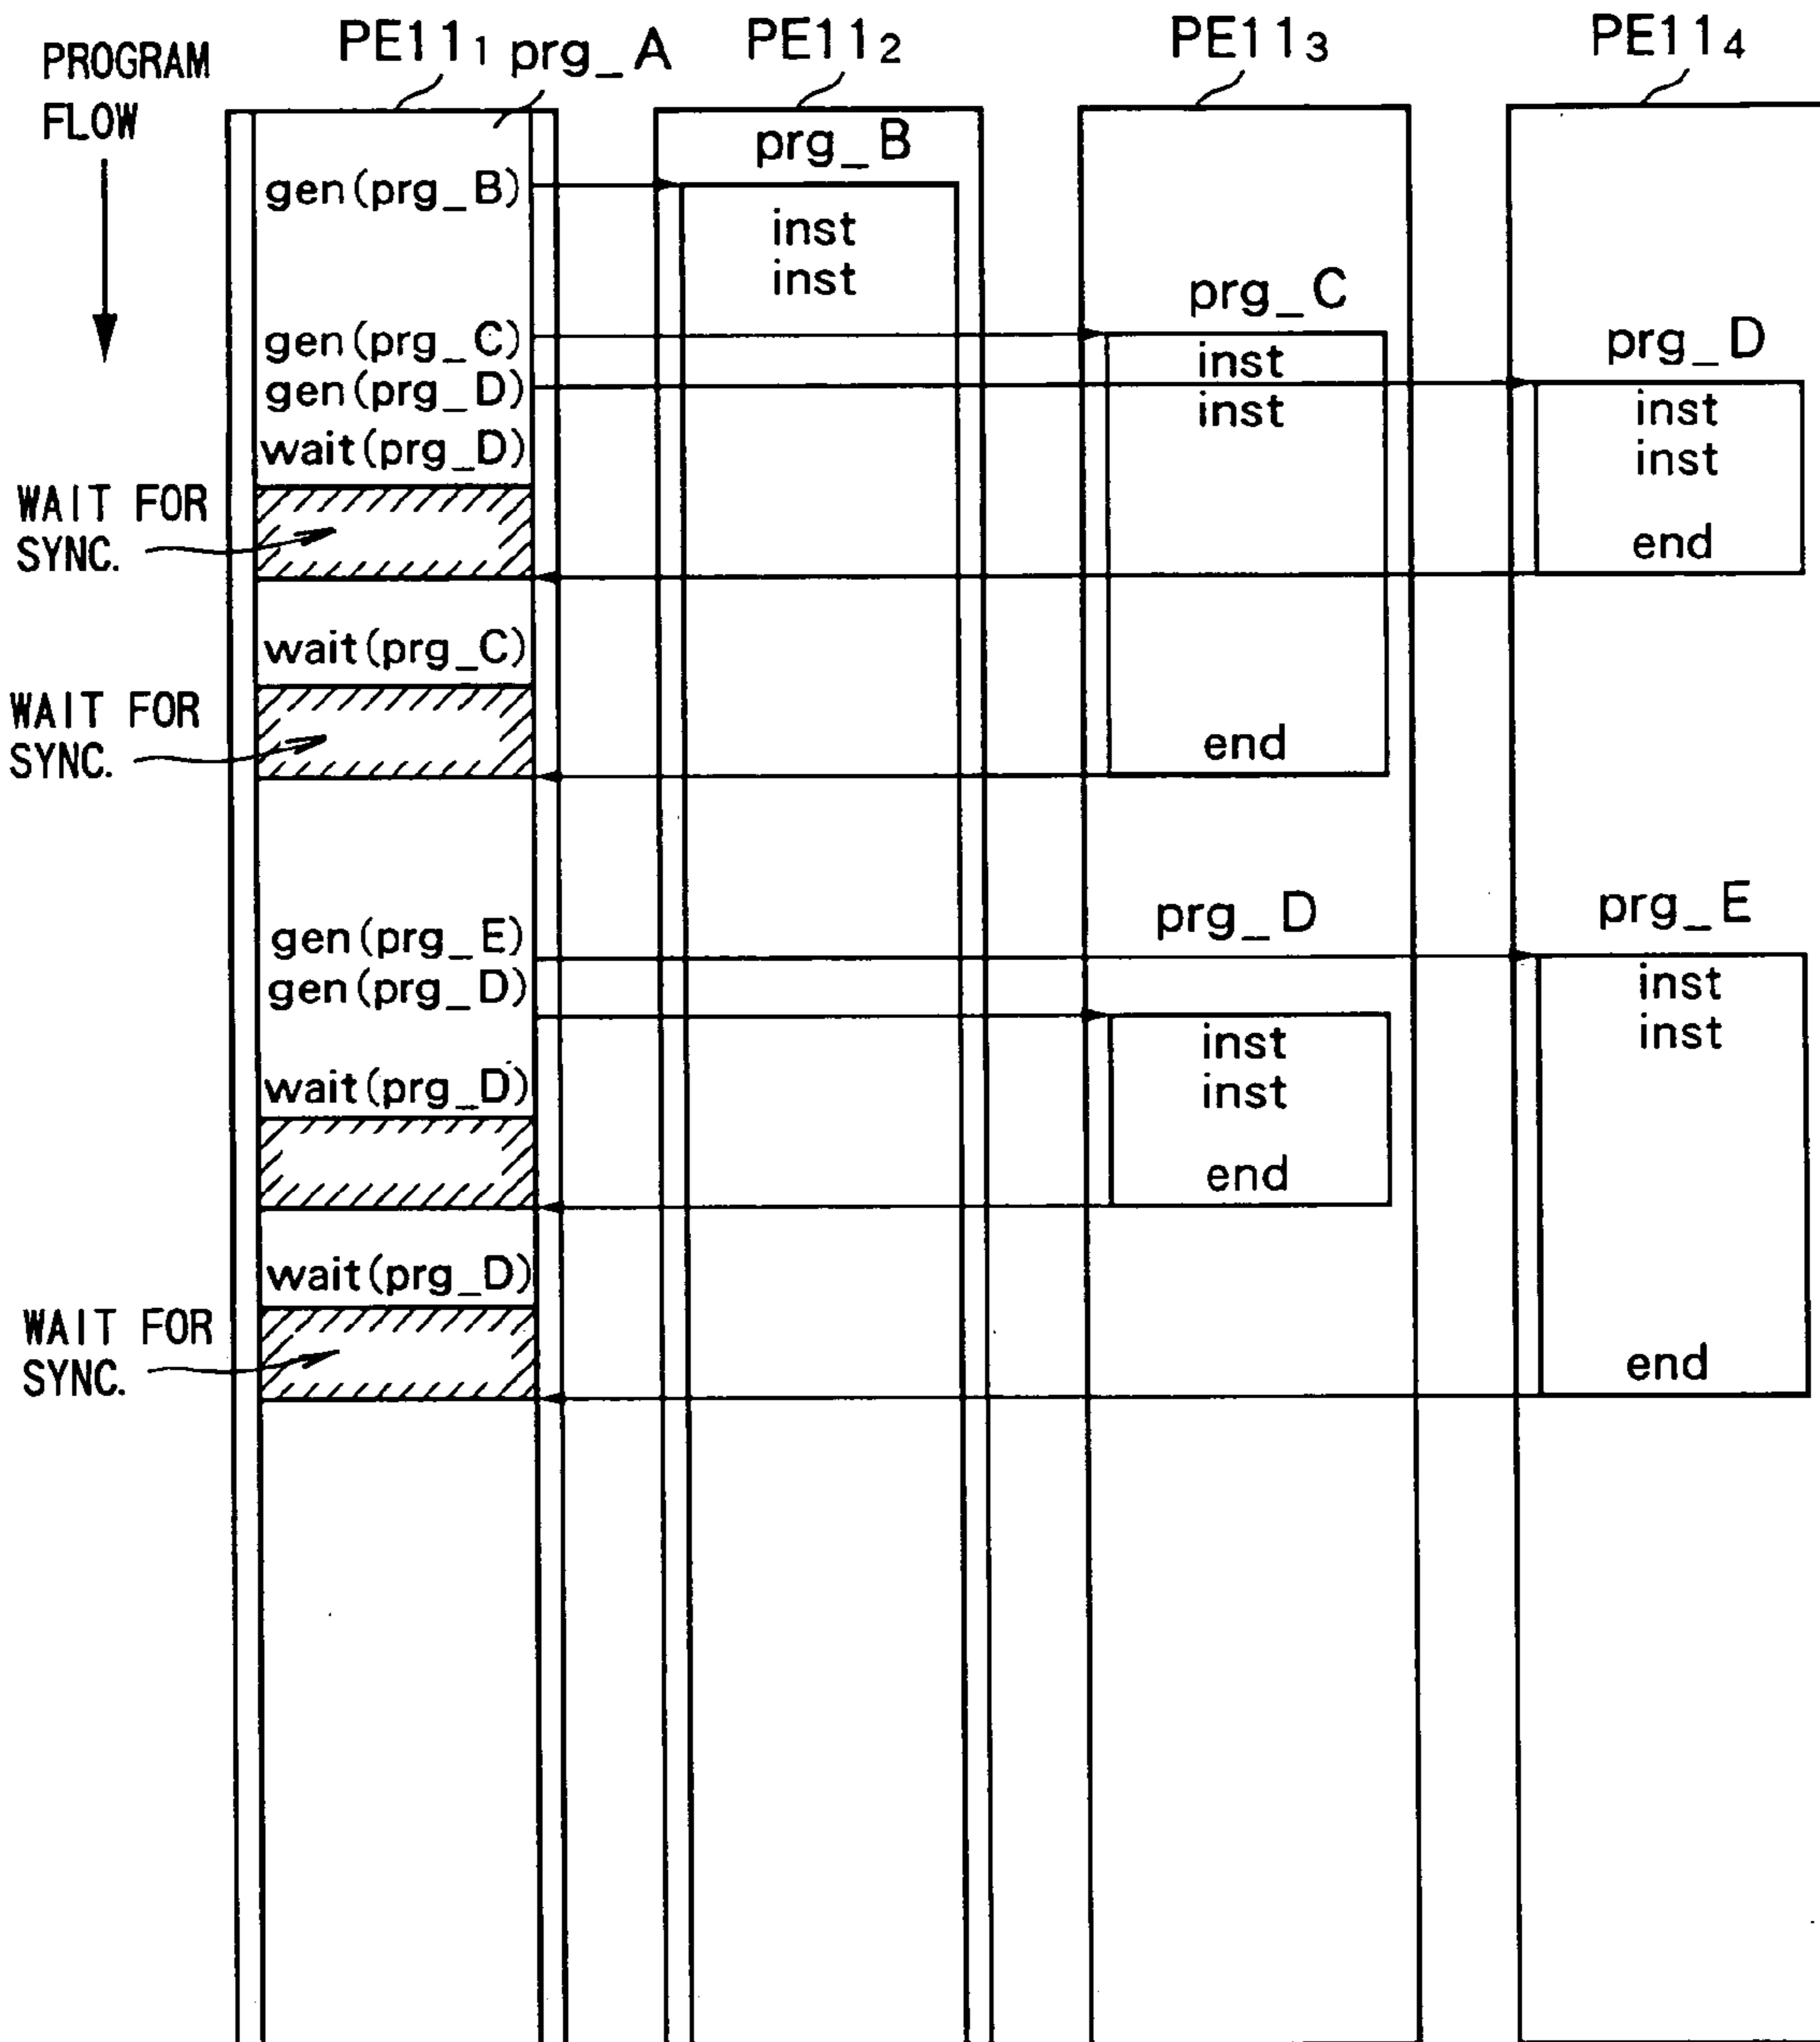 PROGRAM
FLOW
PE11₁
prg_A
PE11₂
PE11₃
PE11₄
gen(prg_B)
prg_B
inst
inst
gen(prg_C)
prg_C
inst
inst
gen(prg_D)
prg_D
inst
inst
end
wait(prg_D)
WAIT FOR
SYNC.
wait(prg_C)
end
WAIT FOR
SYNC.
gen(prg_E)
prg_E
inst
inst
gen(prg_D)
prg_D
inst
inst
end
wait(prg_D)
wait(prg_D)
WAIT FOR
SYNC.
end